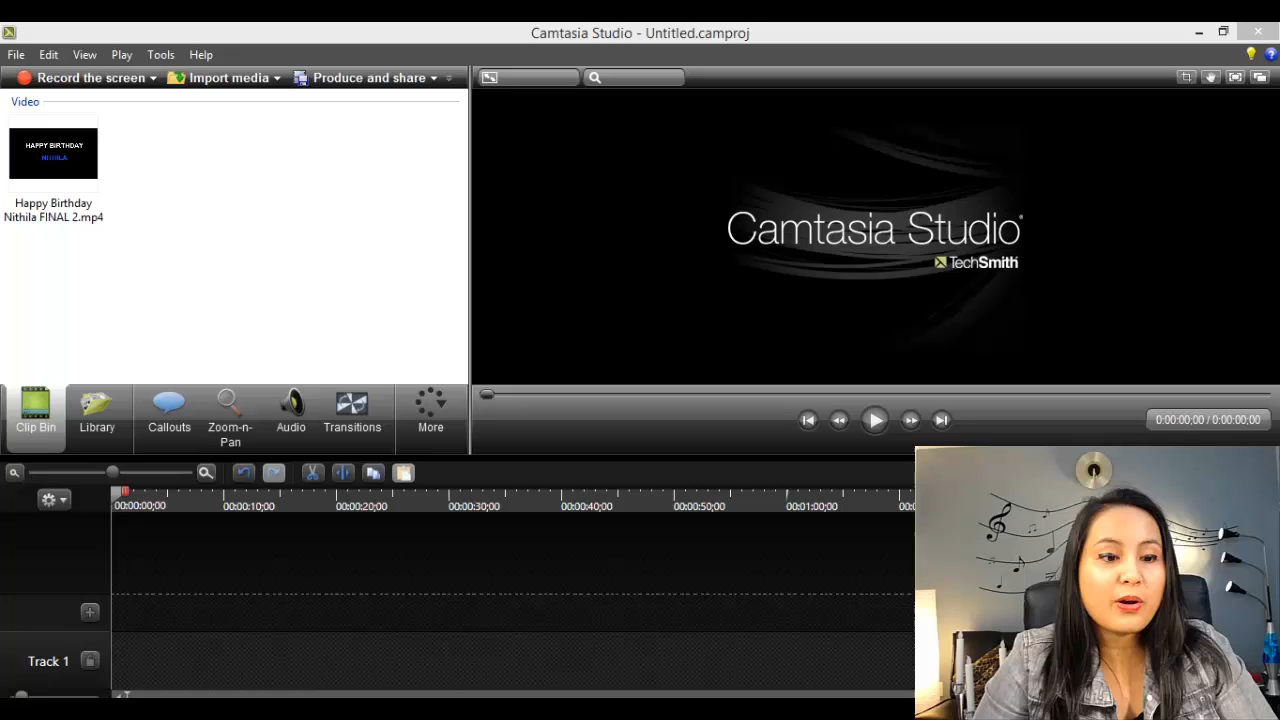 Camtasia Studio - Untitled.camproj
File Edit View Play Tools Help
Record the screen Import media Produce and share
Video
HAPPY BIRTHDAY
NITHILA
Happy Birthday
Nithila FINAL 2.mp4
Camtasia Studio®
TechSmith
Clip Bin Library Callouts Zoom-n-Pan Audio Transitions More
0:00:00;00 / 0:00:00;00
00:00:00;00 00:00:10;00 00:00:20;00 00:00:30;00 00:00:40;00 00:00:50;00 00:01:00;00
Track 1